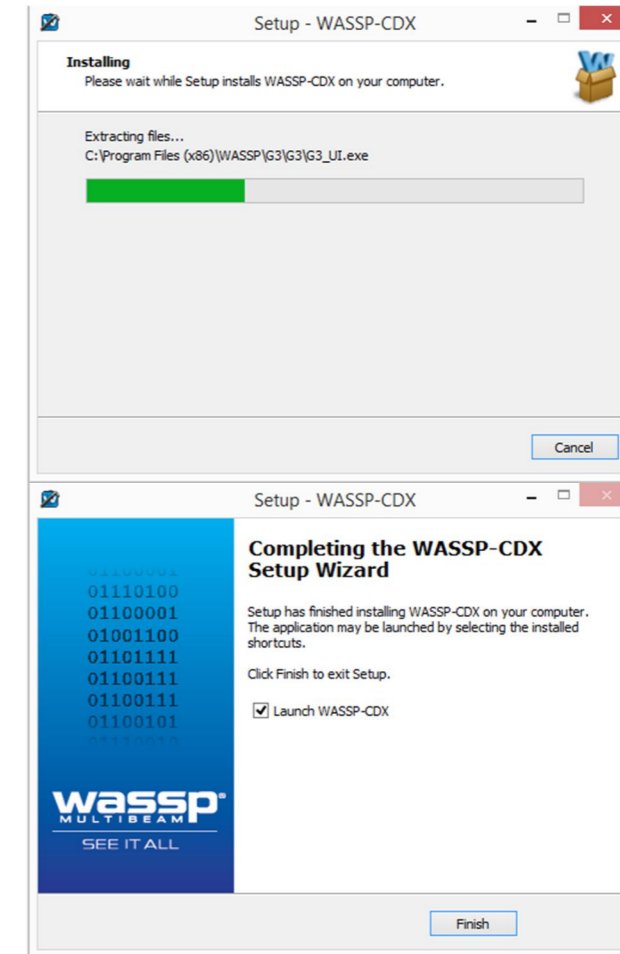 Setup - WASSP-CDX
Installing
Please wait while Setup installs WASSP-CDX on your computer.
Extracting files...
C:\Program Files (x86)\WASSP\G3\G3\G3_UI.exe
Cancel
Setup - WASSP-CDX
Completing the WASSP-CDX
Setup Wizard
01110100
01100001
01001100
01101111
01100111
01100111
01100101
Setup has finished installing WASSP-CDX on your computer.
The application may be launched by selecting the installed
shortcuts.
Click Finish to exit Setup.
Launch WASSP-CDX
wassp®
MULTIBEAM
SEE IT ALL
Finish